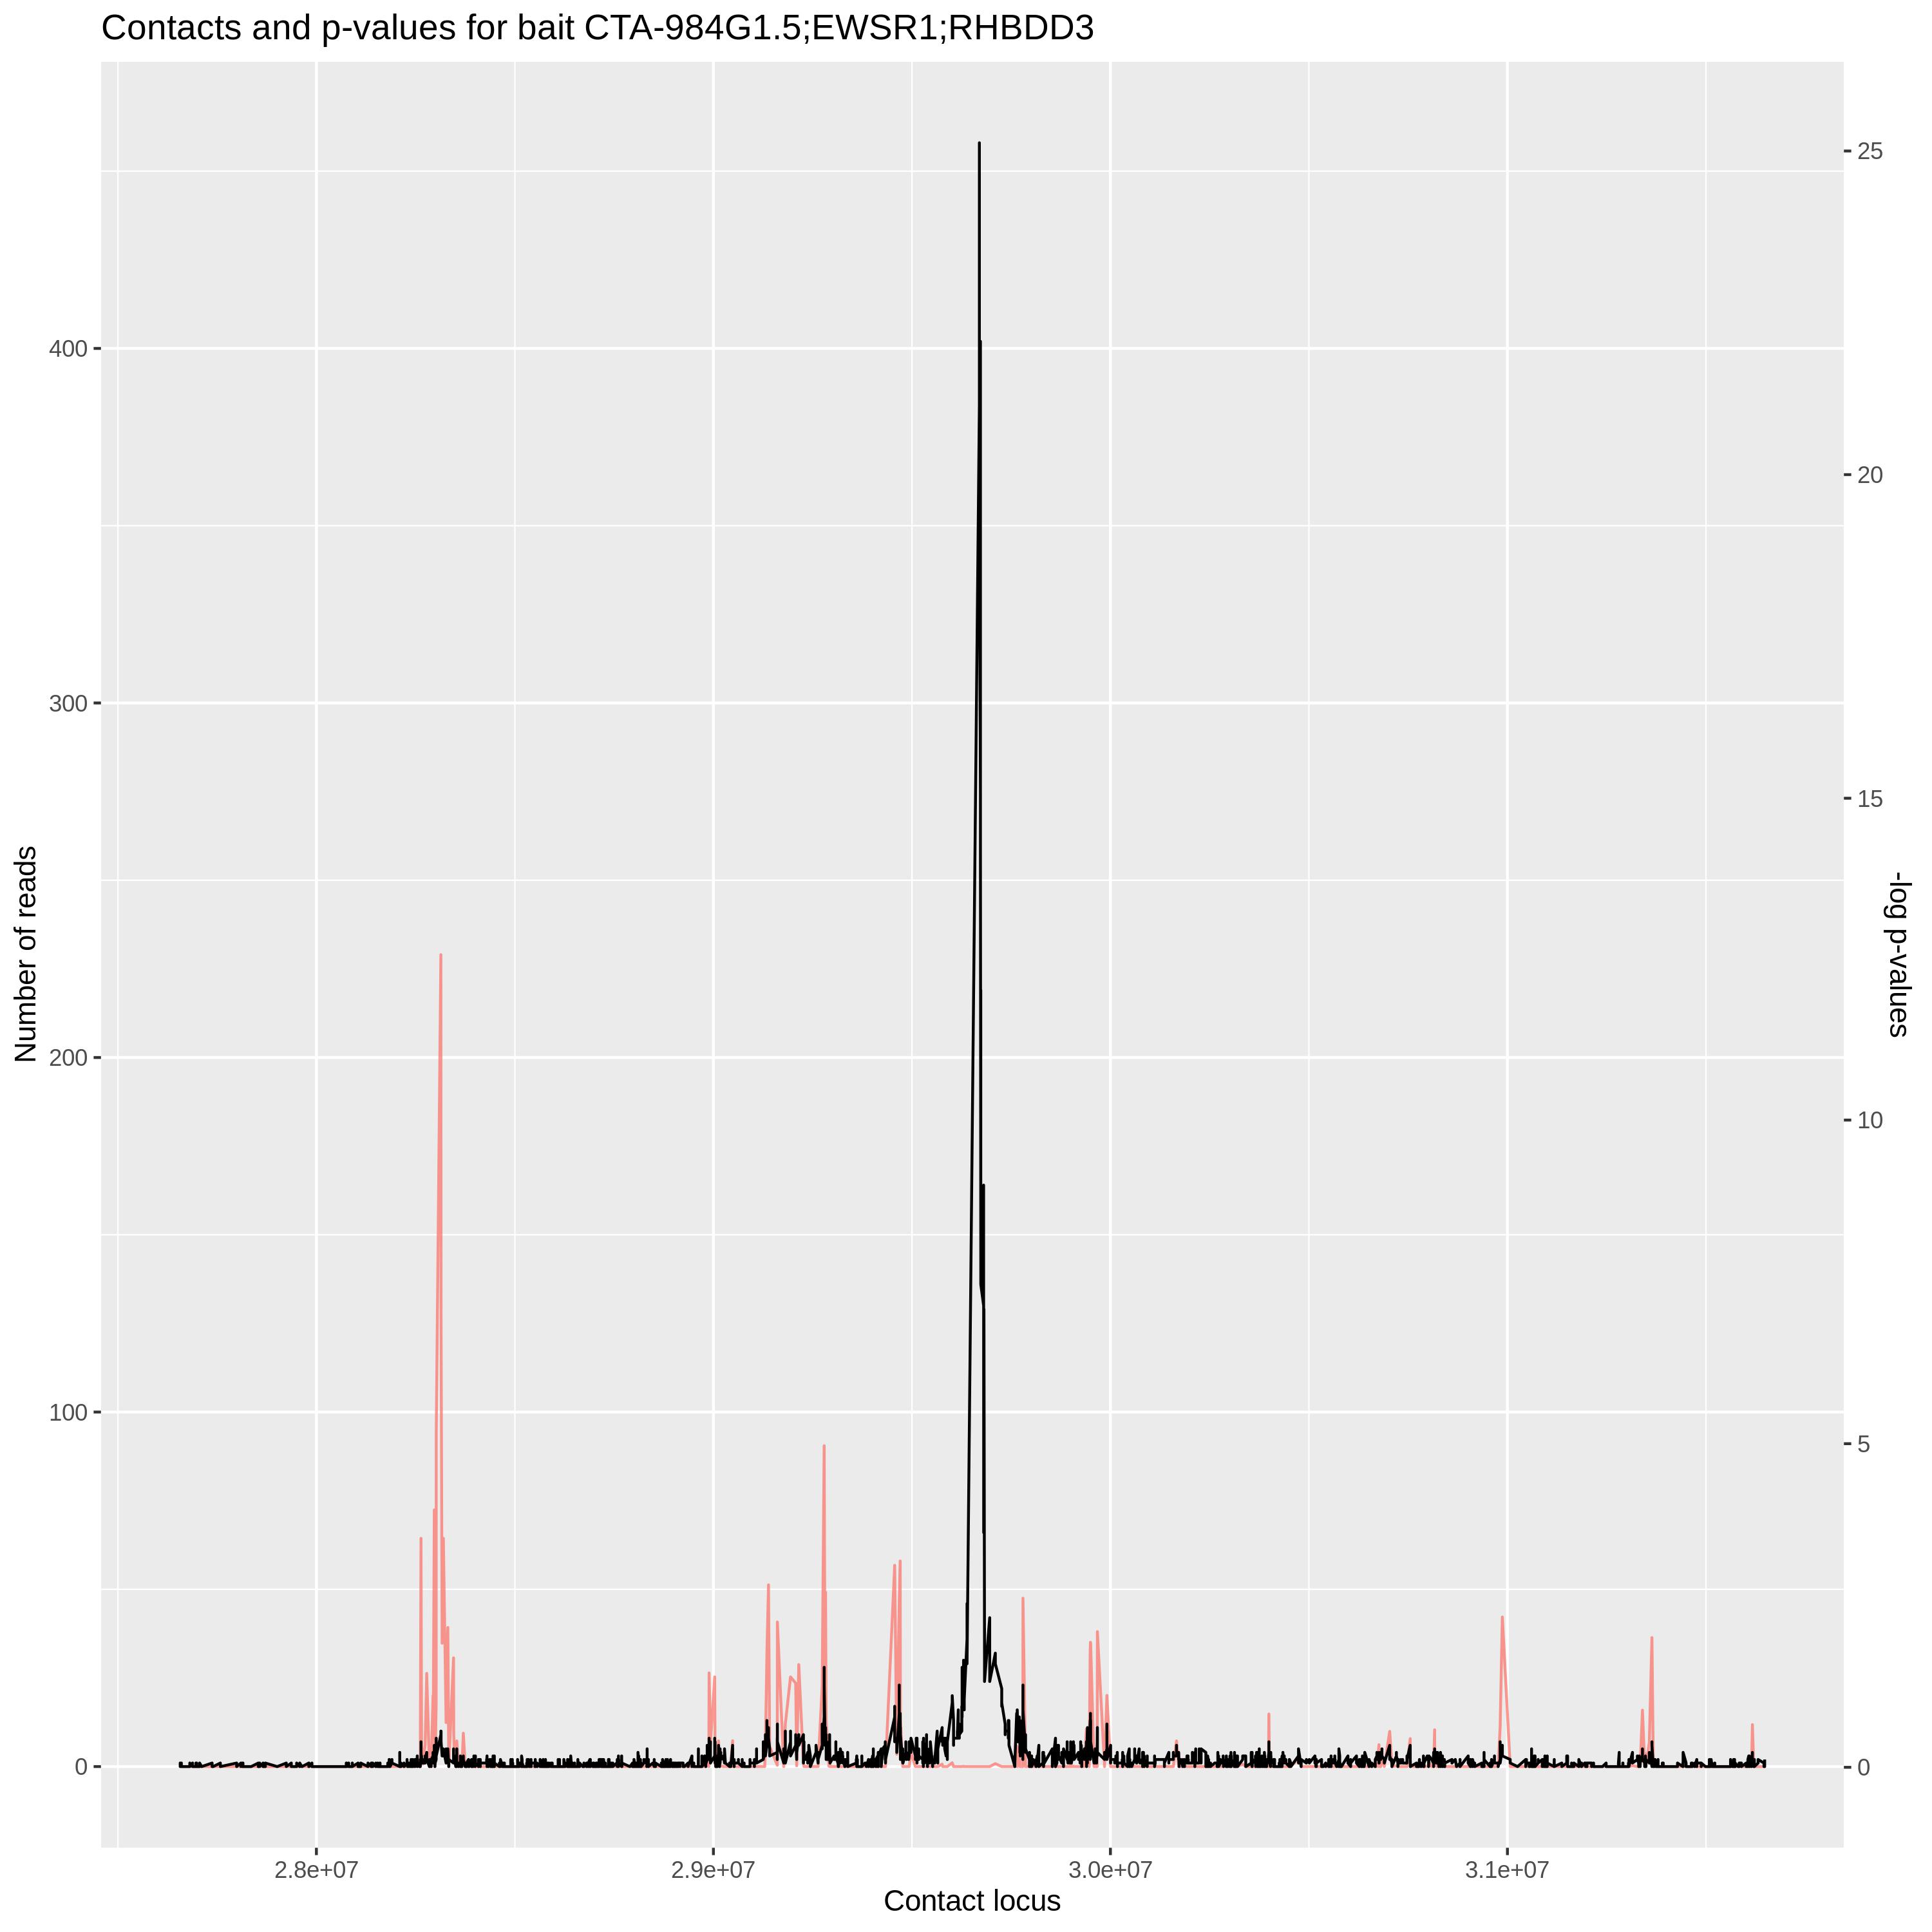 Contacts and p-values for bait CTA-984G1.5;EWSR1;RHBDD3
Number of reads
400
300
200
100
0
25
20
15
10
5
0
-log p-values
2.8e+07 2.9e+07 3.0e+07 3.1e+07
Contact locus